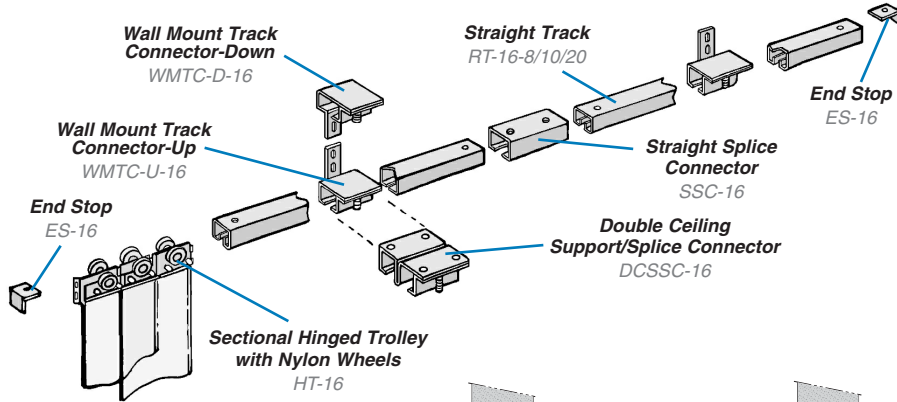 Wall Mount Track
Connector-Down
WMTC-D-16
Straight Track
RT-16-8/10/20
End Stop
ES-16
Wall Mount Track
Connector-Up
WMTC-U-16
Straight Splice
Connector
SSC-16
End Stop
ES-16
Double Ceiling
Support/Splice Connector
DCSSC-16
Sectional Hinged Trolley
with Nylon Wheels
HT-16